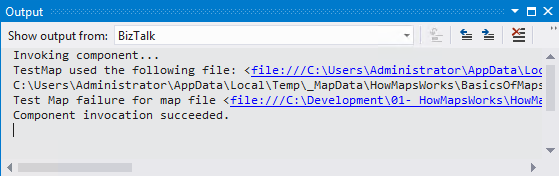 Output
Show output from: BizTalk
Invoking component...
TestMap used the following file: <file:///C:\Users\Administrator\AppData\Loc
C:\Users\Administrator\AppData\Local\Temp\_MapData\HowMapsWorks\BasicsOfMaps
Test Map failure for map file <file:///C:\Development\01- HowMapsWorks\HowMa
Component invocation succeeded.